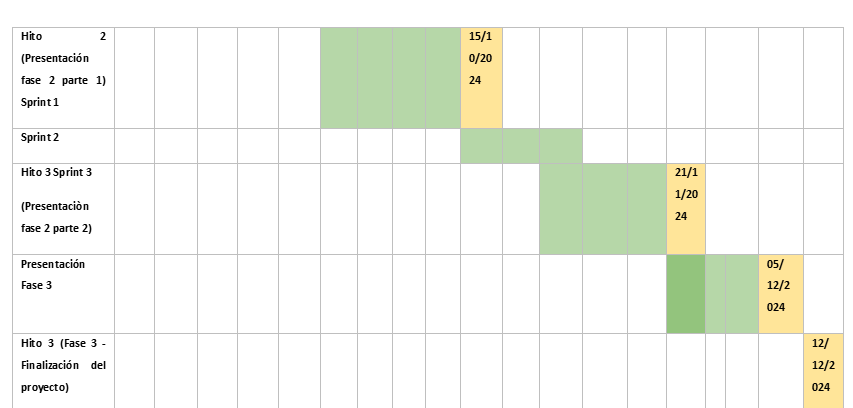 Hito 2
(Presentación
fase 2 parte 1)
Sprint 1
15/1
0/20
24
Sprint 2
Hito 3 Sprint 3
(Presentaciòn
fase 2 parte 2)
21/1
1/20
24
Presentación
Fase 3
05/
12/2
024
Hito 3 (Fase 3 -
Finalización del
proyecto)
12/
12/2
024